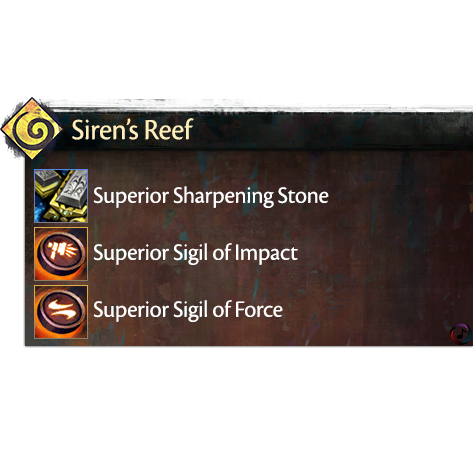 Siren's Reef
Superior Sharpening Stone
Superior Sigil of Impact
Superior Sigil of Force